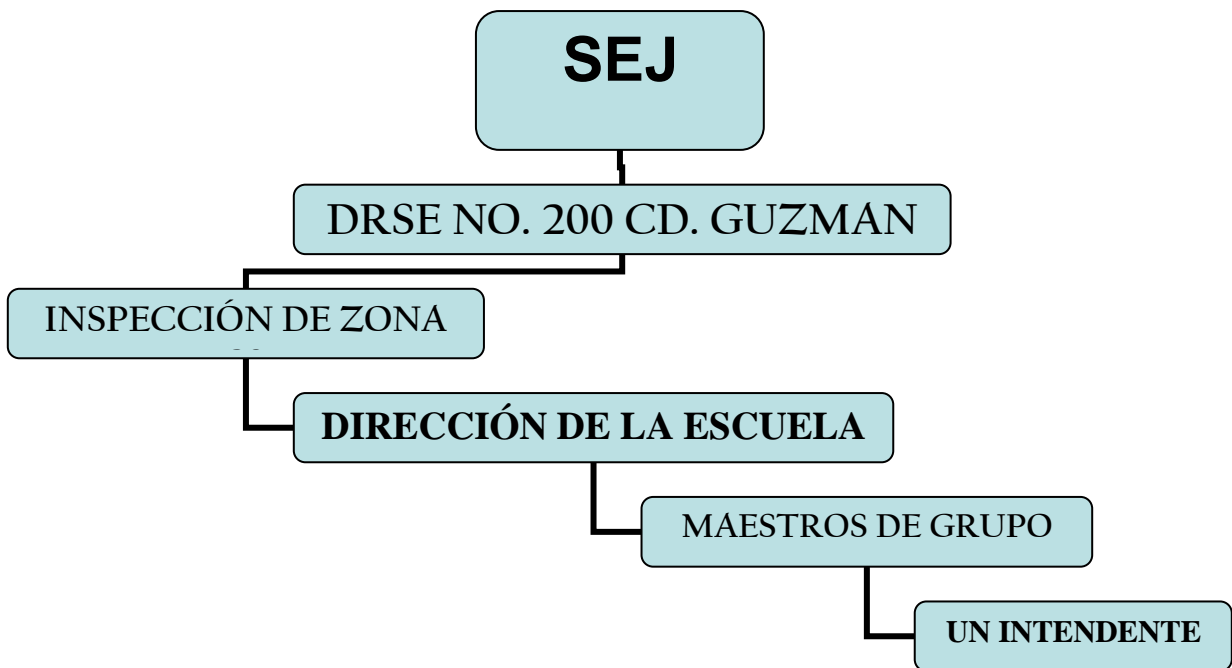 SEJ
DRSE NO. 200 CD. GUZMAN
INSPECCIÓN DE ZONA
DIRECCIÓN DE LA ESCUELA
MAESTROS DE GRUPO
UN INTENDENTE